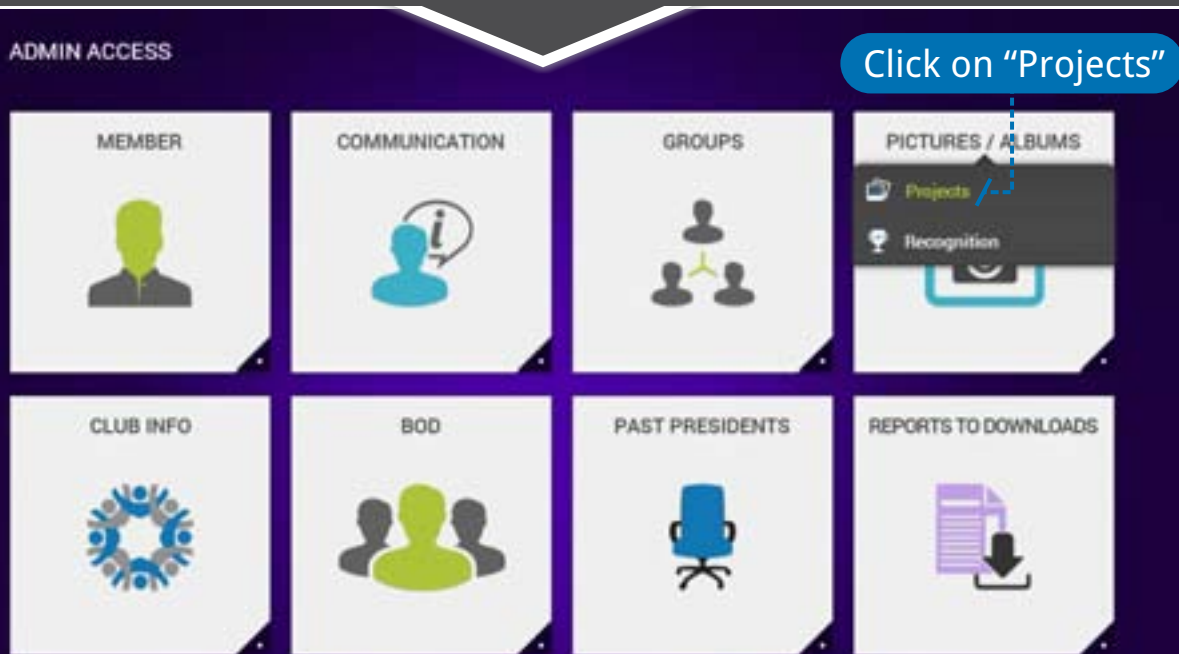 ADMIN ACCESS
Click on “Projects”
MEMBER
COMMUNICATION
GROUPS
PICTURES / ALBUMS
Projects
Recognition
CLUB INFO
BOD
PAST PRESIDENTS
REPORTS TO DOWNLOADS